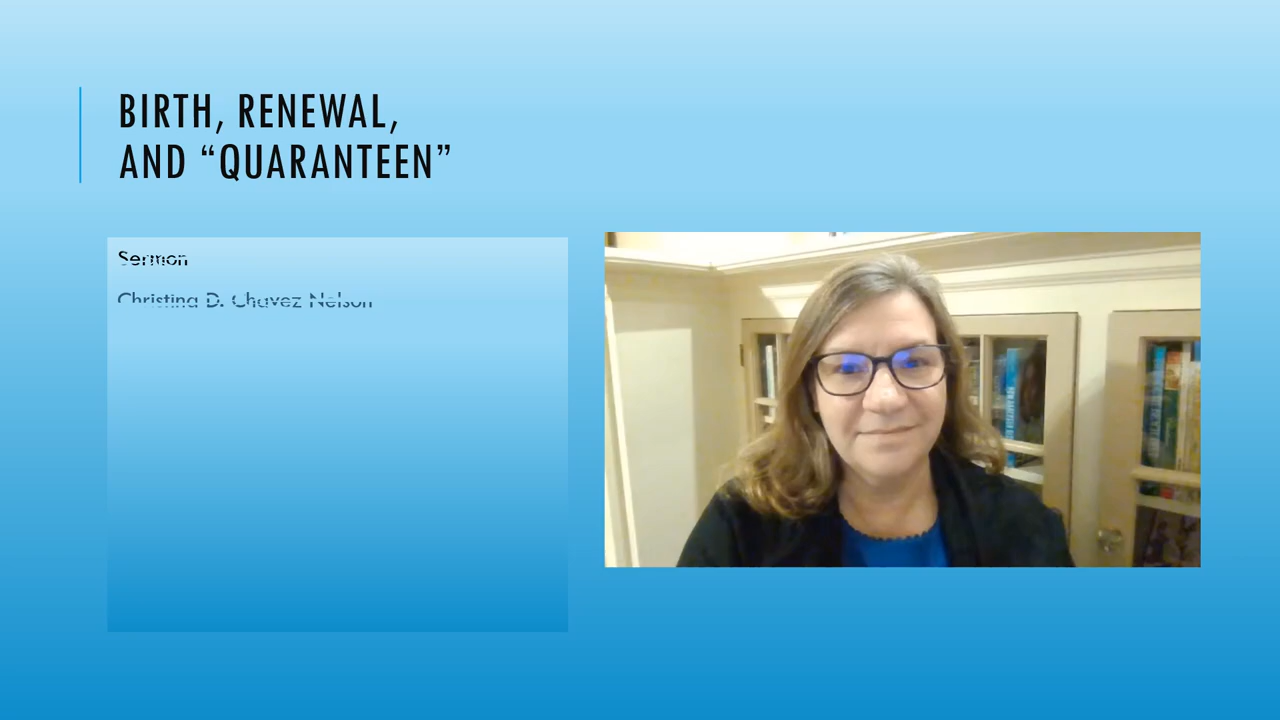 BIRTH, RENEWAL,
AND “QUARANTEEN”
Sermon
Christina D. Chavez Nelson